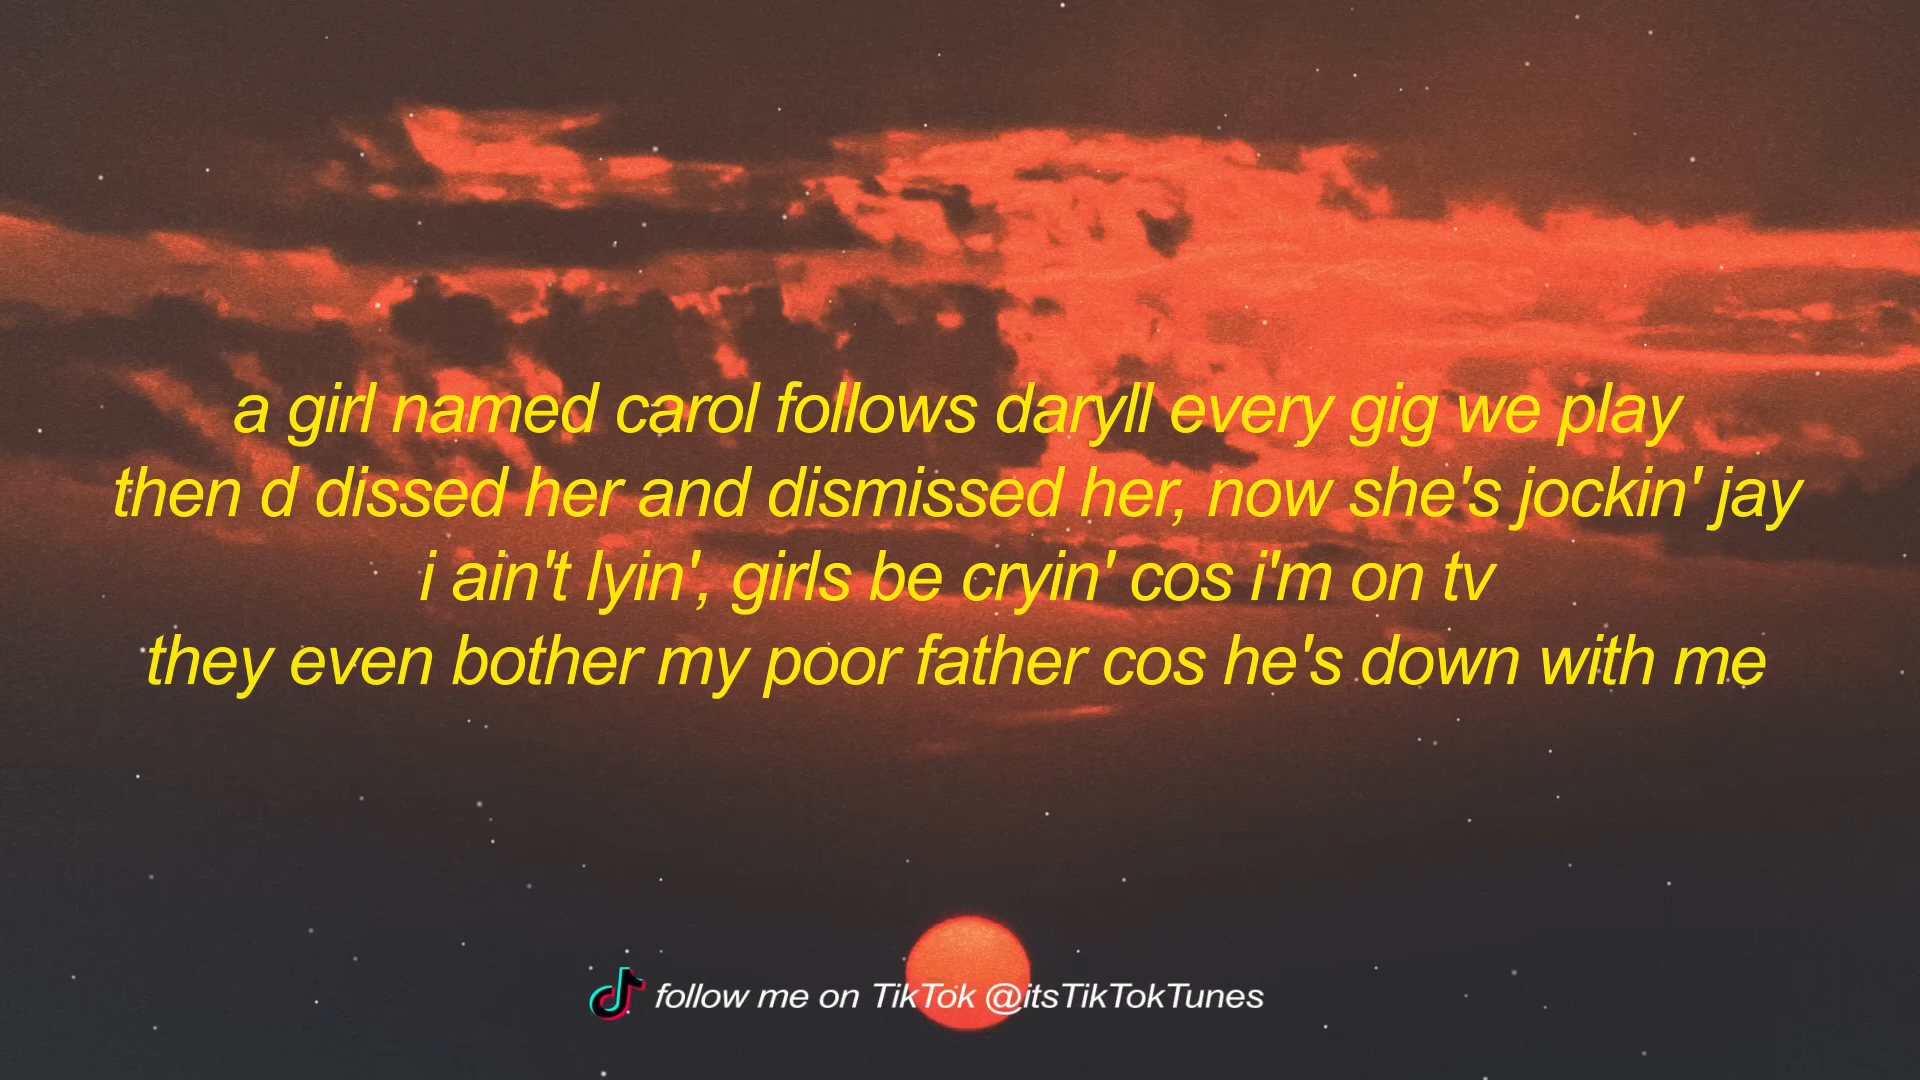 a girl named carol follows daryll every gig we play
then d dissed her and dismissed her, now she's jockin' jay
i ain't lyin', girls be cryin' cos i'm on tv
they even bother my poor father cos he's down with me
follow me on TikTok @itsTikTokTunes